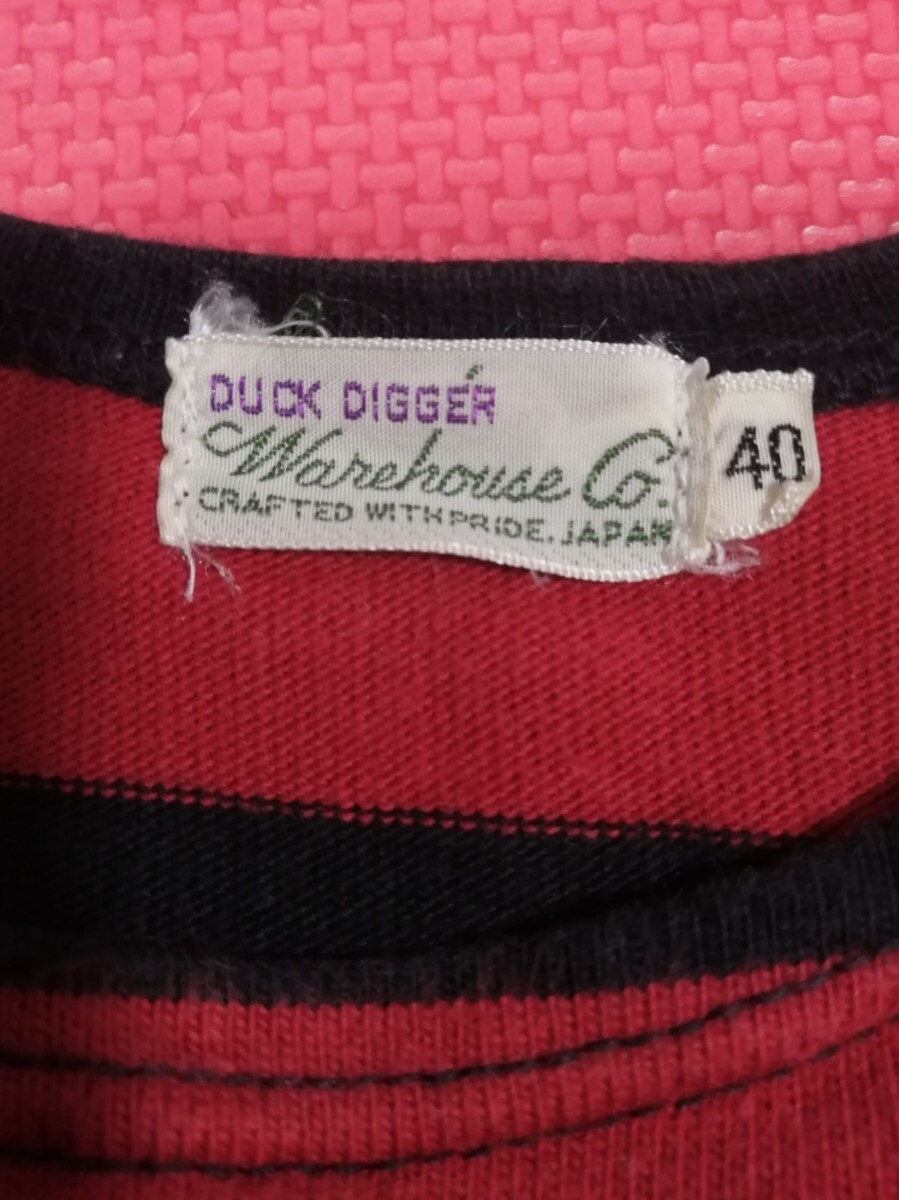 DUCK DIGGER
Warehouse Co.
CRAFTED WITH PRIDE. JAPAN
40